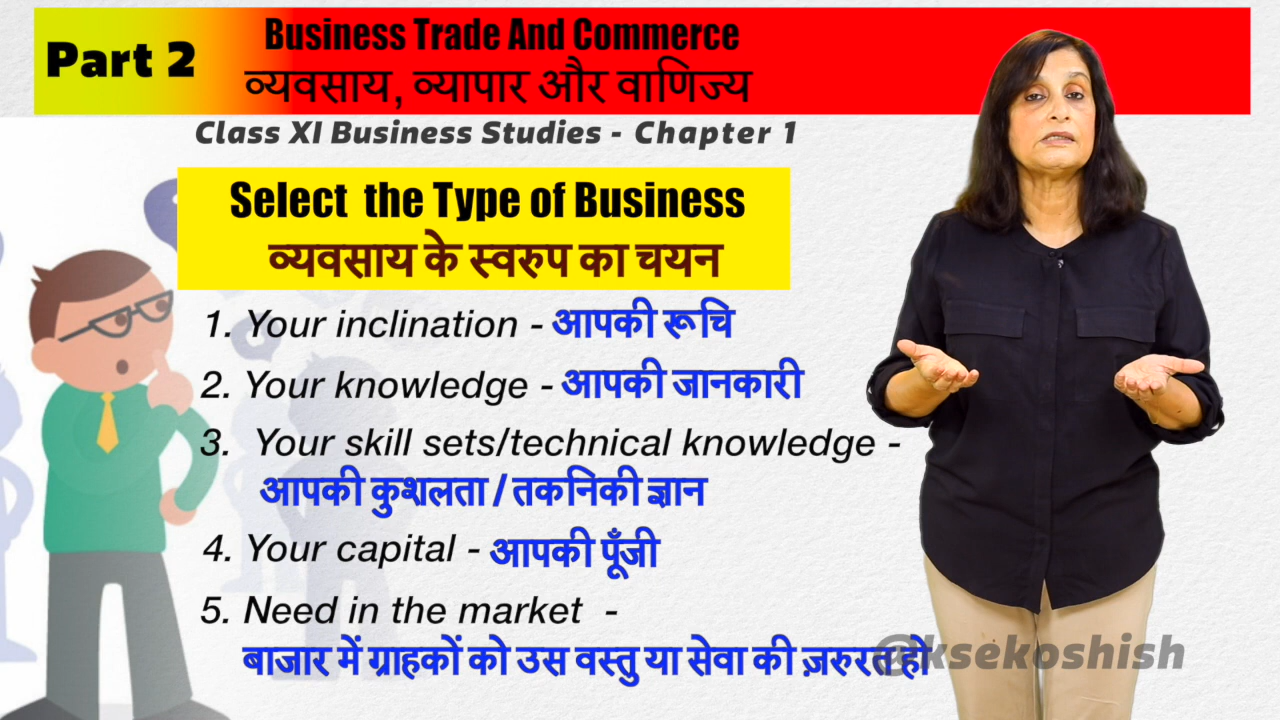 Part 2
Business Trade And Commerce
व्यवसाय, व्यापार और वाणिज्य
Class XI Business Studies - Chapter 1
Select the Type of Business
व्यवसाय के स्वरुप का चयन
1. Your inclination - आपकी रूचि
2. Your knowledge - आपकी जानकारी
3. Your skill sets/technical knowledge -
आपकी कुशलता / तकनिकी ज्ञान
4. Your capital - आपकी पूँजी
5. Need in the market -
बाजार में ग्राहकों को उस वस्तु या सेवा की ज़रुरत हो
@ksekoshish